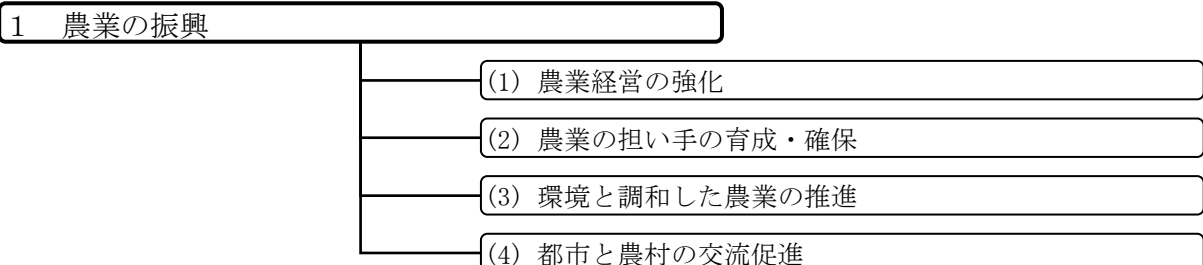 １　農業の振興
(1) 農業経営の強化
(2) 農業の担い手の育成・確保
(3) 環境と調和した農業の推進
(4) 都市と農村の交流促進